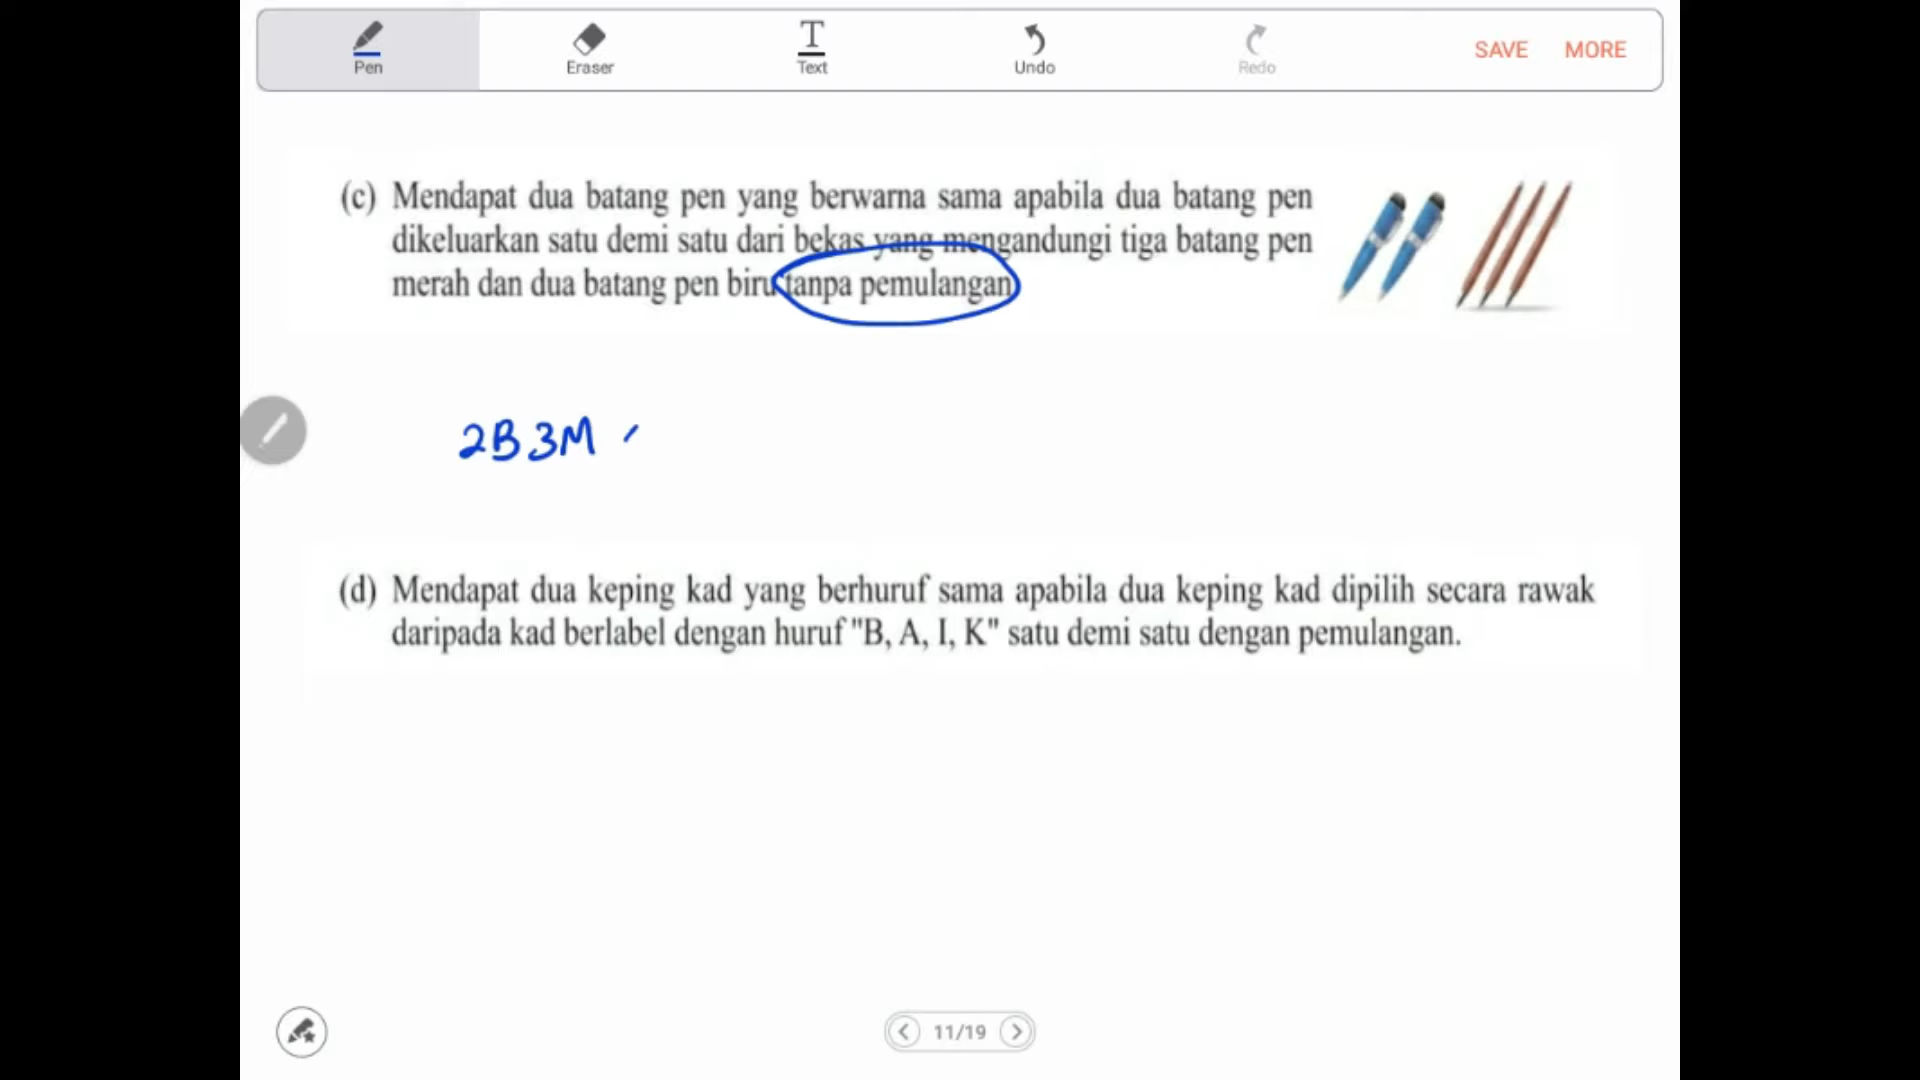 Pen
Eraser
Text
Undo
Redo
SAVE
MORE
(c) Mendapat dua batang pen yang berwarna sama apabila dua batang pen
dikeluarkan satu demi satu dari bekas yang mengandungi tiga batang pen
merah dan dua batang pen biru tanpa pemulangan
2B 3M
(d) Mendapat dua keping kad yang berhuruf sama apabila dua keping kad dipilih secara rawak
daripada kad berlabel dengan huruf "B, A, I, K" satu demi satu dengan pemulangan.
11/19